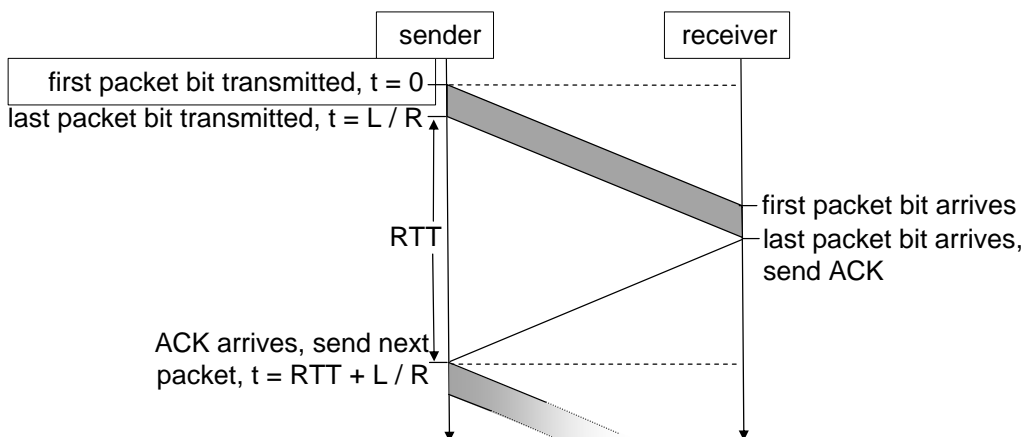 sender
receiver
first packet bit transmitted, t = 0
last packet bit transmitted, t = L / R
RTT
first packet bit arrives
last packet bit arrives,
send ACK
ACK arrives, send next
packet, t = RTT + L / R